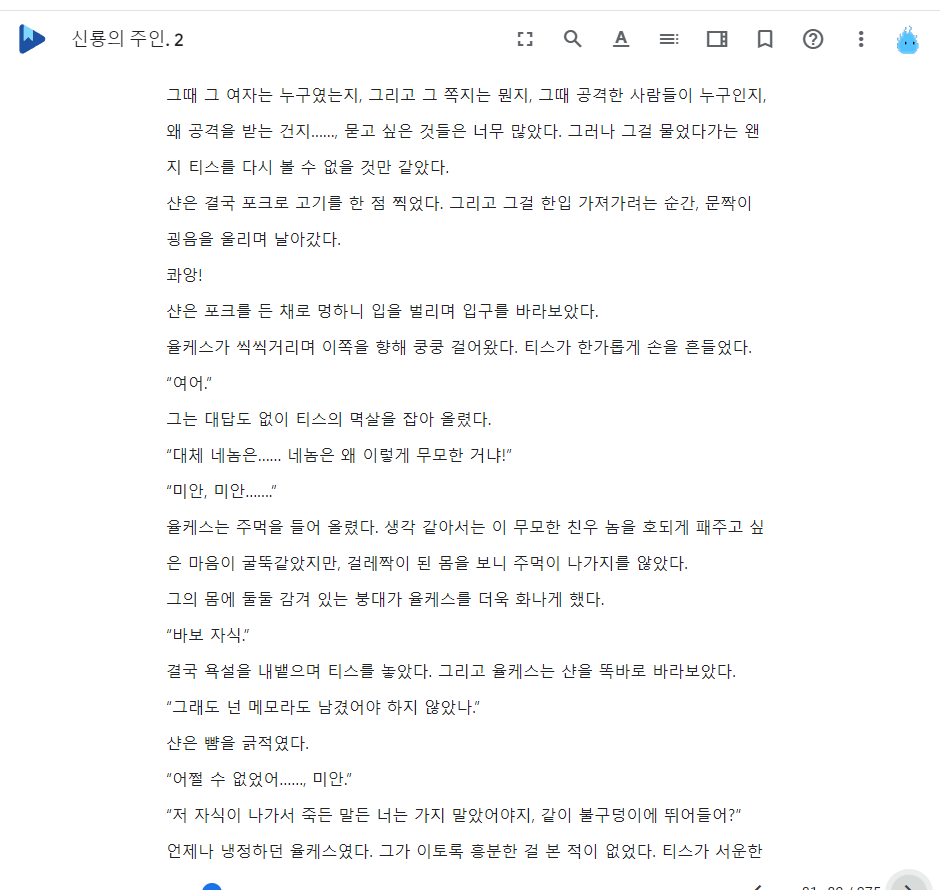 신룡의 주인. 2
그때 그 여자는 누구였는지, 그리고 그 쪽지는 뭔지, 그때 공격한 사람들이 누구인지,
왜 공격을 받는 건지……, 묻고 싶은 것들은 너무 많았다. 그러나 그걸 물었다가는 왠
지 티스를 다시 볼 수 없을 것만 같았다.
샨은 결국 포크로 고기를 한 점 찍었다. 그리고 그걸 한입 가져가려는 순간, 문짝이
굉음을 울리며 날아갔다.
콰앙!
샨은 포크를 든 채로 멍하니 입을 벌리며 입구를 바라보았다.
율케스가 씩씩거리며 이쪽을 향해 쿵쿵 걸어왔다. 티스가 한가롭게 손을 흔들었다.
“여어.”
그는 대답도 없이 티스의 멱살을 잡아 올렸다.
“대체 네놈은…… 네놈은 왜 이렇게 무모한 거냐!”
“미안, 미안…….”
율케스는 주먹을 들어 올렸다. 생각 같아서는 이 무모한 친우 놈을 호되게 패주고 싶
은 마음이 굴뚝같았지만, 걸레짝이 된 몸을 보니 주먹이 나가지를 않았다.
그의 몸에 둘둘 감겨 있는 붕대가 율케스를 더욱 화나게 했다.
“바보 자식.”
결국 욕설을 내뱉으며 티스를 놓았다. 그리고 율케스는 샨을 똑바로 바라보았다.
“그래도 넌 메모라도 남겼어야 하지 않았나.”
샨은 뺨을 긁적였다.
“어쩔 수 없었어……, 미안.”
“저 자식이 나가서 죽든 말든 너는 가지 말았어야지, 같이 불구덩이에 뛰어들어?”
언제나 냉정하던 율케스였다. 그가 이토록 흥분한 걸 본 적이 없었다. 티스가 서운한